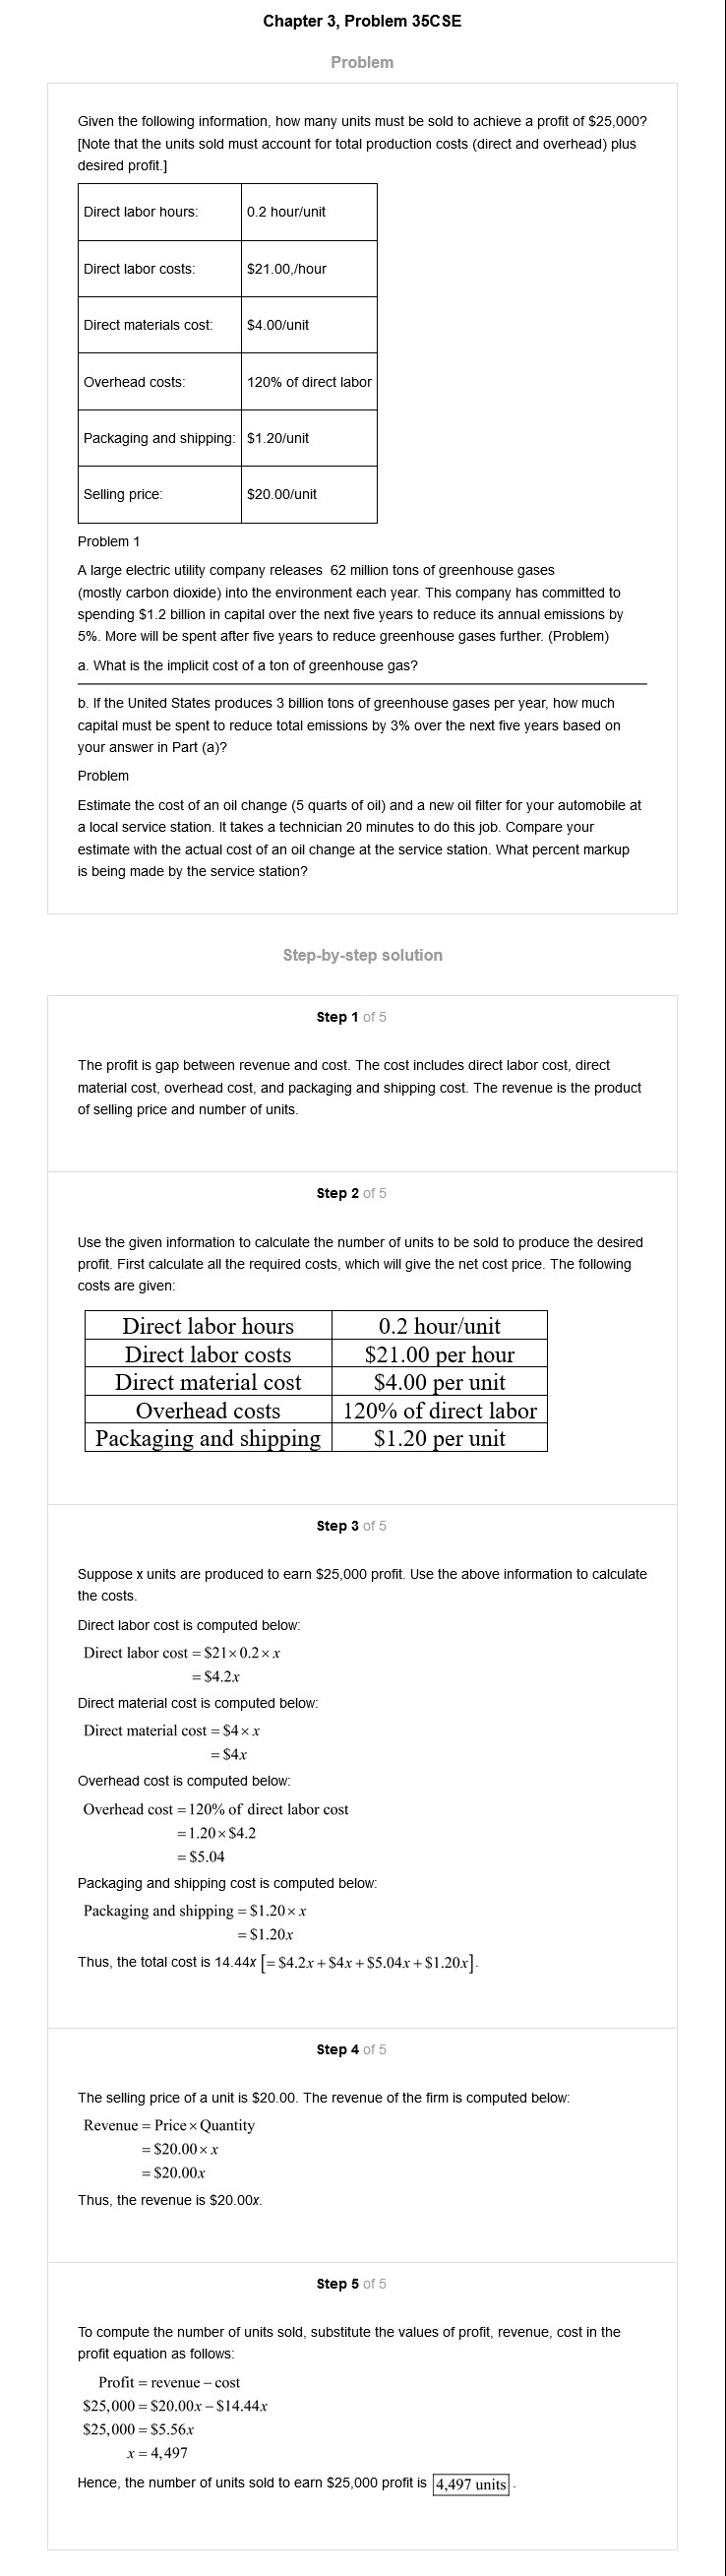 Chapter 3, Problem 35CSE
Problem
Given the following information, how many units must be sold to achieve a profit of $25,000?
[Note that the units sold must account for total production costs (direct and overhead) plus
desired profit.]
Direct labor hours: 0.2 hour/unit
Direct labor costs: $21.00,/hour
Direct materials cost: $4.00/unit
Overhead costs: 120% of direct labor
Packaging and shipping: $1.20/unit
Selling price: $20.00/unit
Problem 1
A large electric utility company releases 62 million tons of greenhouse gases
(mostly carbon dioxide) into the environment each year. This company has committed to
spending $1.2 billion in capital over the next five years to reduce its annual emissions by
5%. More will be spent after five years to reduce greenhouse gases further. (Problem)
a. What is the implicit cost of a ton of greenhouse gas?
b. If the United States produces 3 billion tons of greenhouse gases per year, how much
capital must be spent to reduce total emissions by 3% over the next five years based on
your answer in Part (a)?
Problem
Estimate the cost of an oil change (5 quarts of oil) and a new oil filter for your automobile at
a local service station. It takes a technician 20 minutes to do this job. Compare your
estimate with the actual cost of an oil change at the service station. What percent markup
is being made by the service station?
Step-by-step solution
Step 1 of 5
The profit is gap between revenue and cost. The cost includes direct labor cost, direct
material cost, overhead cost, and packaging and shipping cost. The revenue is the product
of selling price and number of units.
Step 2 of 5
Use the given information to calculate the number of units to be sold to produce the desired
profit. First calculate all the required costs, which will give the net cost price. The following
costs are given:
Direct labor hours 0.2 hour/unit
Direct labor costs $21.00 per hour
Direct material cost $4.00 per unit
Overhead costs 120% of direct labor
Packaging and shipping $1.20 per unit
Step 3 of 5
Suppose x units are produced to earn $25,000 profit. Use the above information to calculate
the costs.
Direct labor cost is computed below:
Direct labor cost = $21 × 0.2 × x
= $4.2x
Direct material cost is computed below:
Direct material cost = $4 × x
= $4x
Overhead cost is computed below:
Overhead cost = 120% of direct labor cost
= 1.20 × $4.2
= $5.04
Packaging and shipping cost is computed below:
Packaging and shipping = $1.20 × x
= $1.20x
Thus, the total cost is 14.44x [= $4.2x + $4x + $5.04x + $1.20x].
Step 4 of 5
The selling price of a unit is $20.00. The revenue of the firm is computed below:
Revenue = Price × Quantity
= $20.00 × x
= $20.00x
Thus, the revenue is $20.00x.
Step 5 of 5
To compute the number of units sold, substitute the values of profit, revenue, cost in the
profit equation as follows:
Profit = revenue − cost
$25,000 = $20.00x − $14.44x
$25,000 = $5.56x
x = 4,497
Hence, the number of units sold to earn $25,000 profit is 4,497 units.